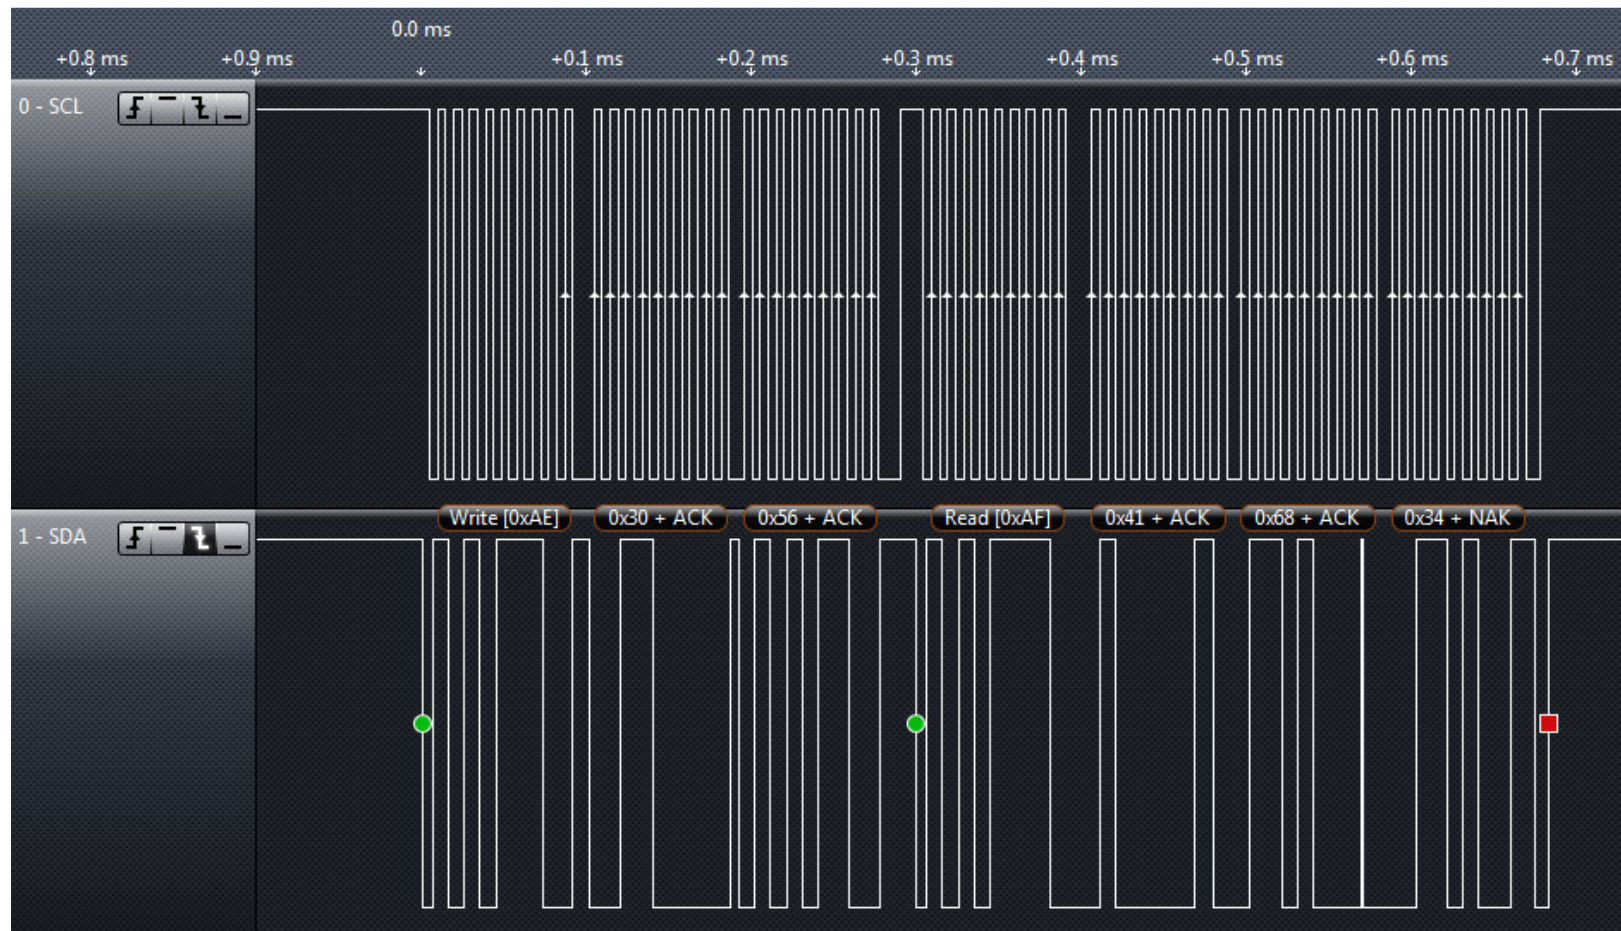 0.0 ms
+0.8 ms +0.9 ms +0.1 ms +0.2 ms +0.3 ms +0.4 ms +0.5 ms +0.6 ms +0.7 ms
0 - SCL
Write [0xAE] 0x30 + ACK 0x56 + ACK Read [0xAF] 0x41 + ACK 0x68 + ACK 0x34 + NAK
1 - SDA